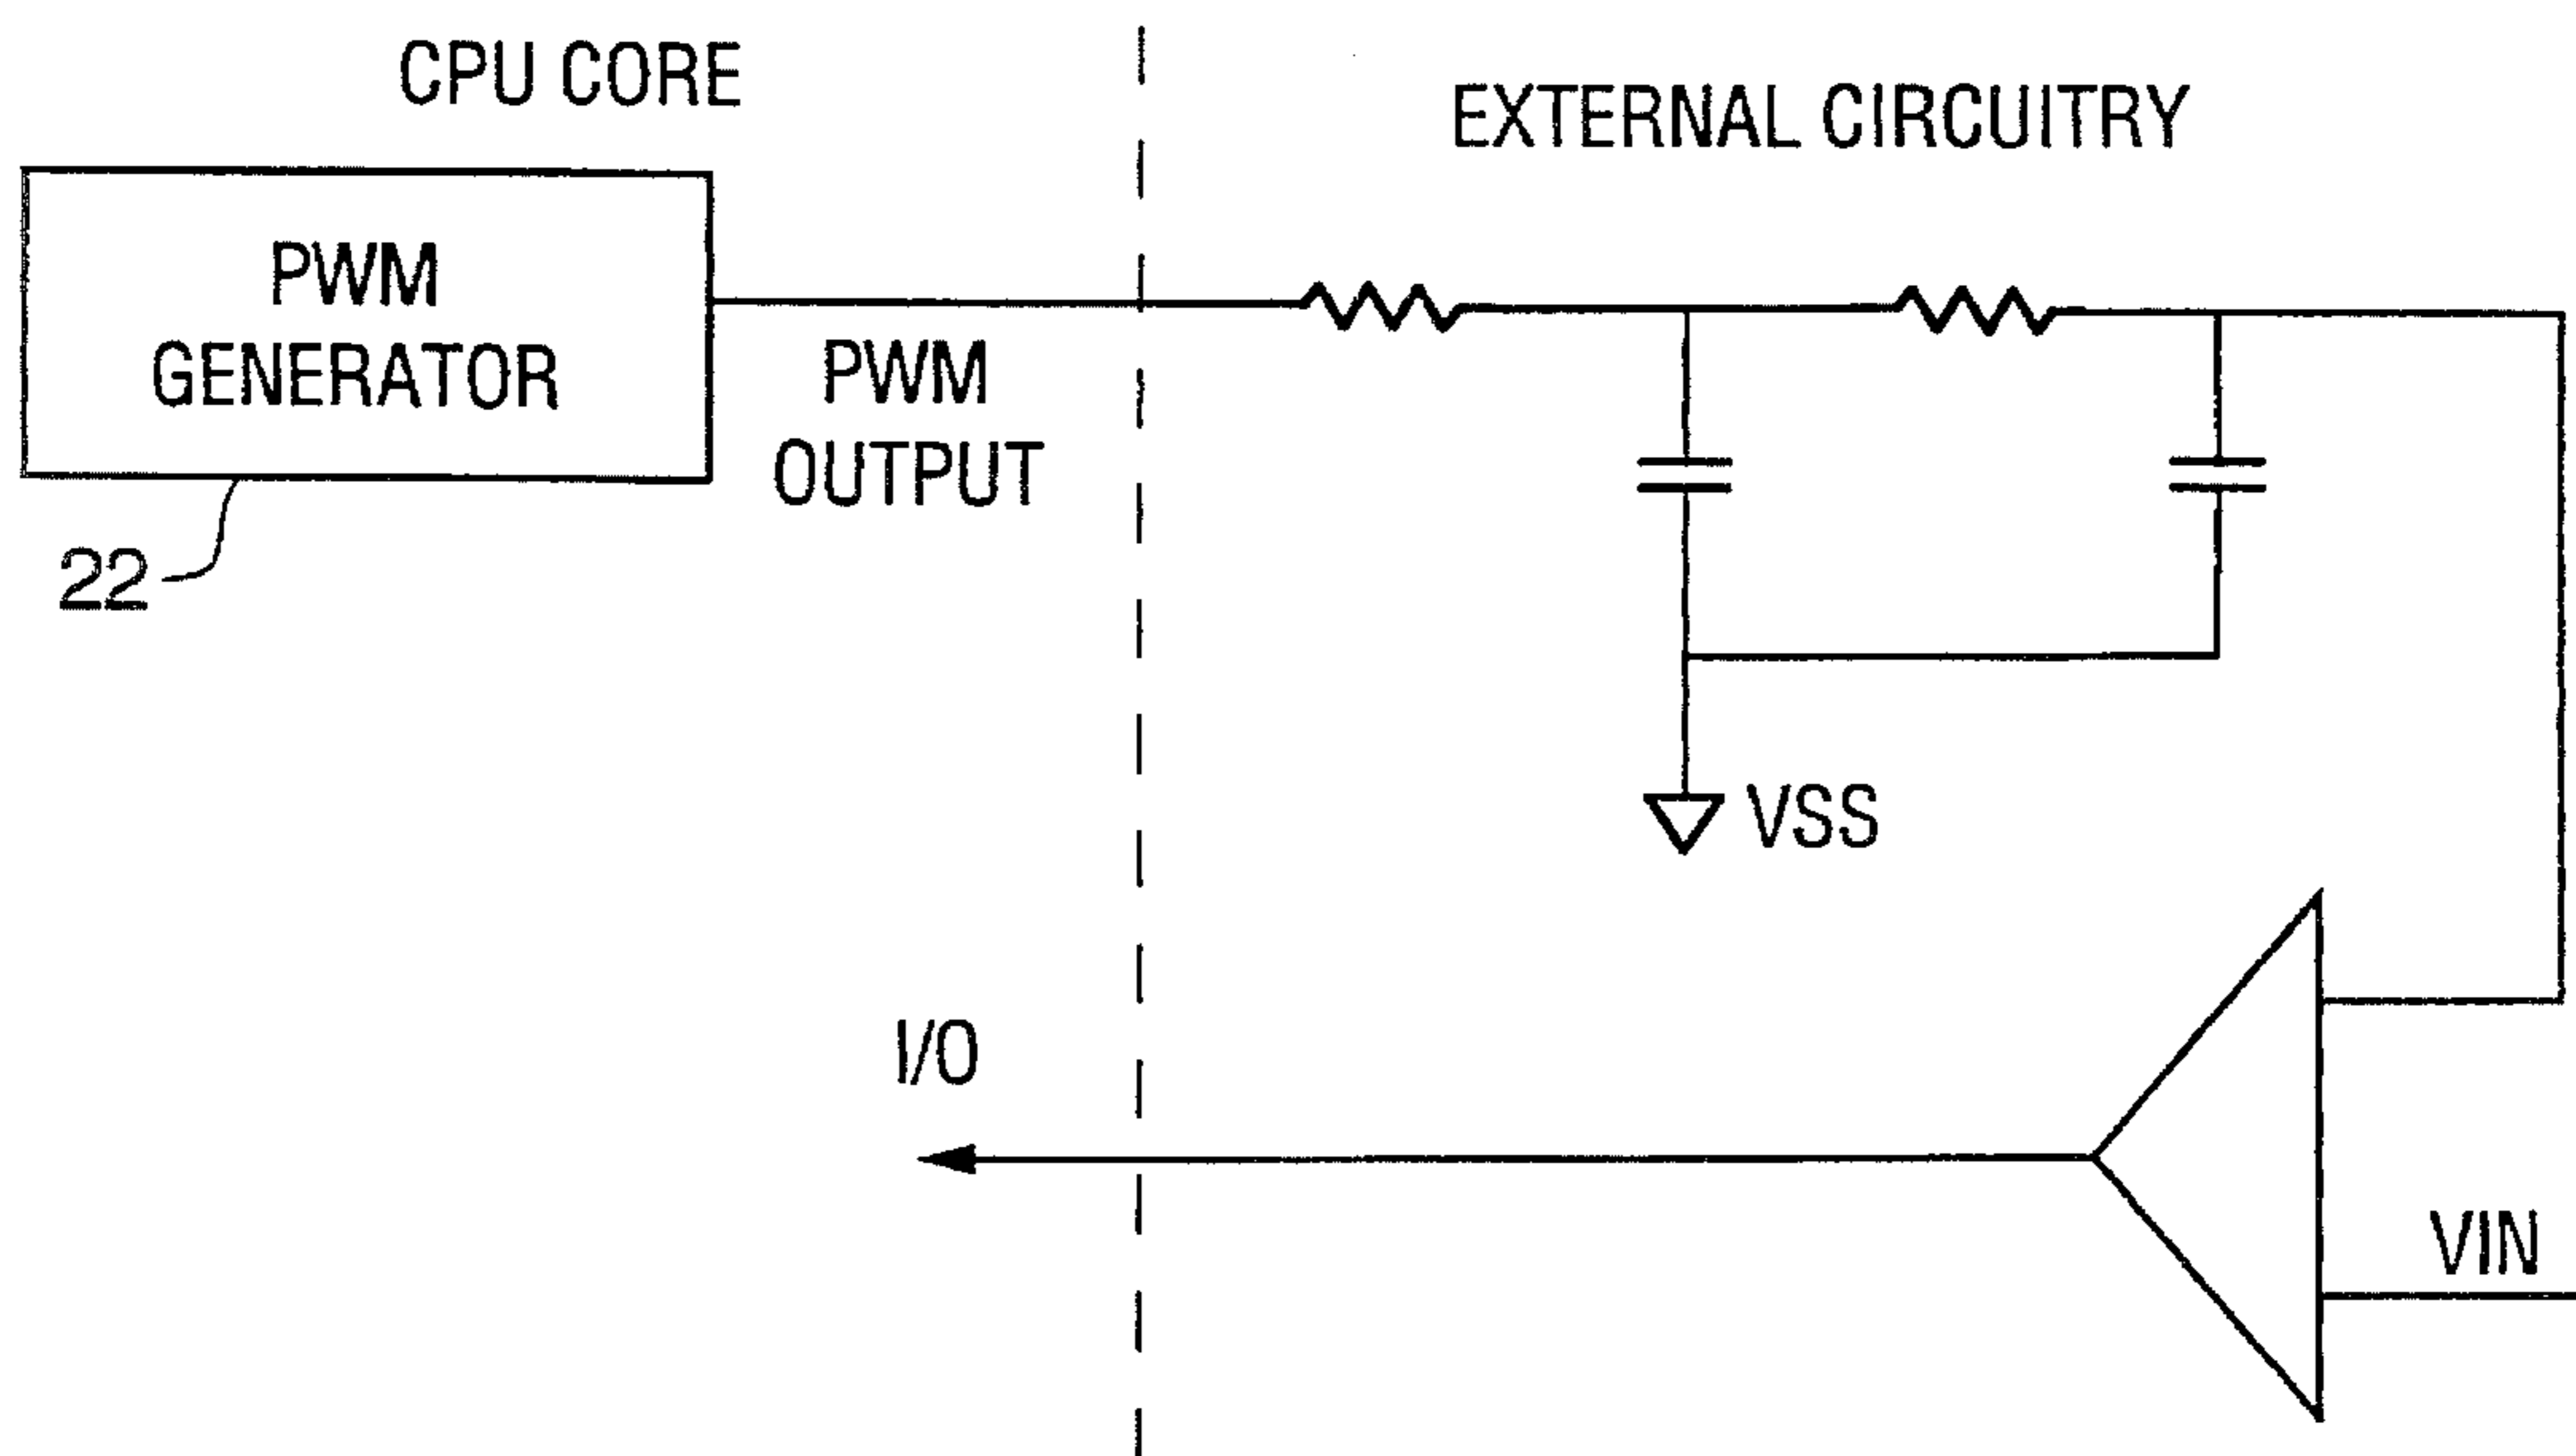 CPU CORE
EXTERNAL CIRCUITRY
PWM
GENERATOR
PWM
OUTPUT
22
VSS
I/O
VIN